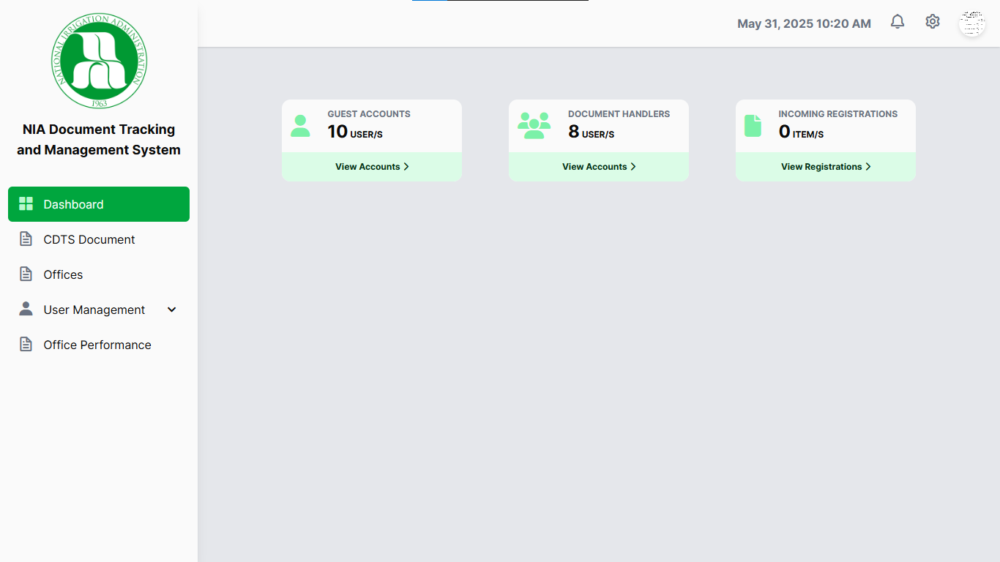 NATIONAL IRRIGATION ADMINISTRATION
1963
NIA Document Tracking
and Management System
Dashboard
CDTS Document
Offices
User Management
Office Performance
May 31, 2025 10:20 AM
GUEST ACCOUNTS
10 USER/S
View Accounts
DOCUMENT HANDLERS
8 USER/S
View Accounts
INCOMING REGISTRATIONS
0 ITEM/S
View Registrations